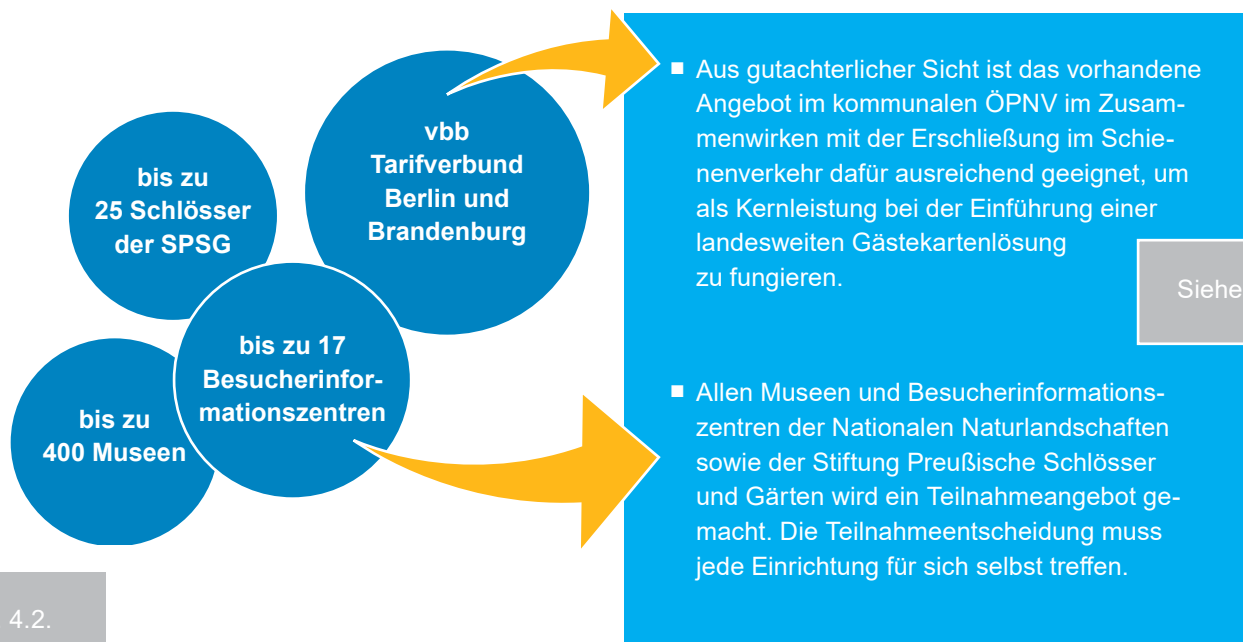 vbb
Tarifverbund
Berlin und
Brandenburg
bis zu
25 Schlösser
der SPSG
bis zu 17
Besucherinfor-
mationszentren
bis zu
400 Museen
■ Aus gutachterlicher Sicht ist das vorhandene
Angebot im kommunalen ÖPNV im Zusam-
menwirken mit der Erschließung im Schie-
nenverkehr dafür ausreichend geeignet, um
als Kernleistung bei der Einführung einer
landesweiten Gästekartenlösung
zu fungieren.
Siehe
■ Allen Museen und Besucherinformations-
zentren der Nationalen Naturlandschaften
sowie der Stiftung Preußische Schlösser
und Gärten wird ein Teilnahmeangebot ge-
macht. Die Teilnahmeentscheidung muss
jede Einrichtung für sich selbst treffen.
4.2.